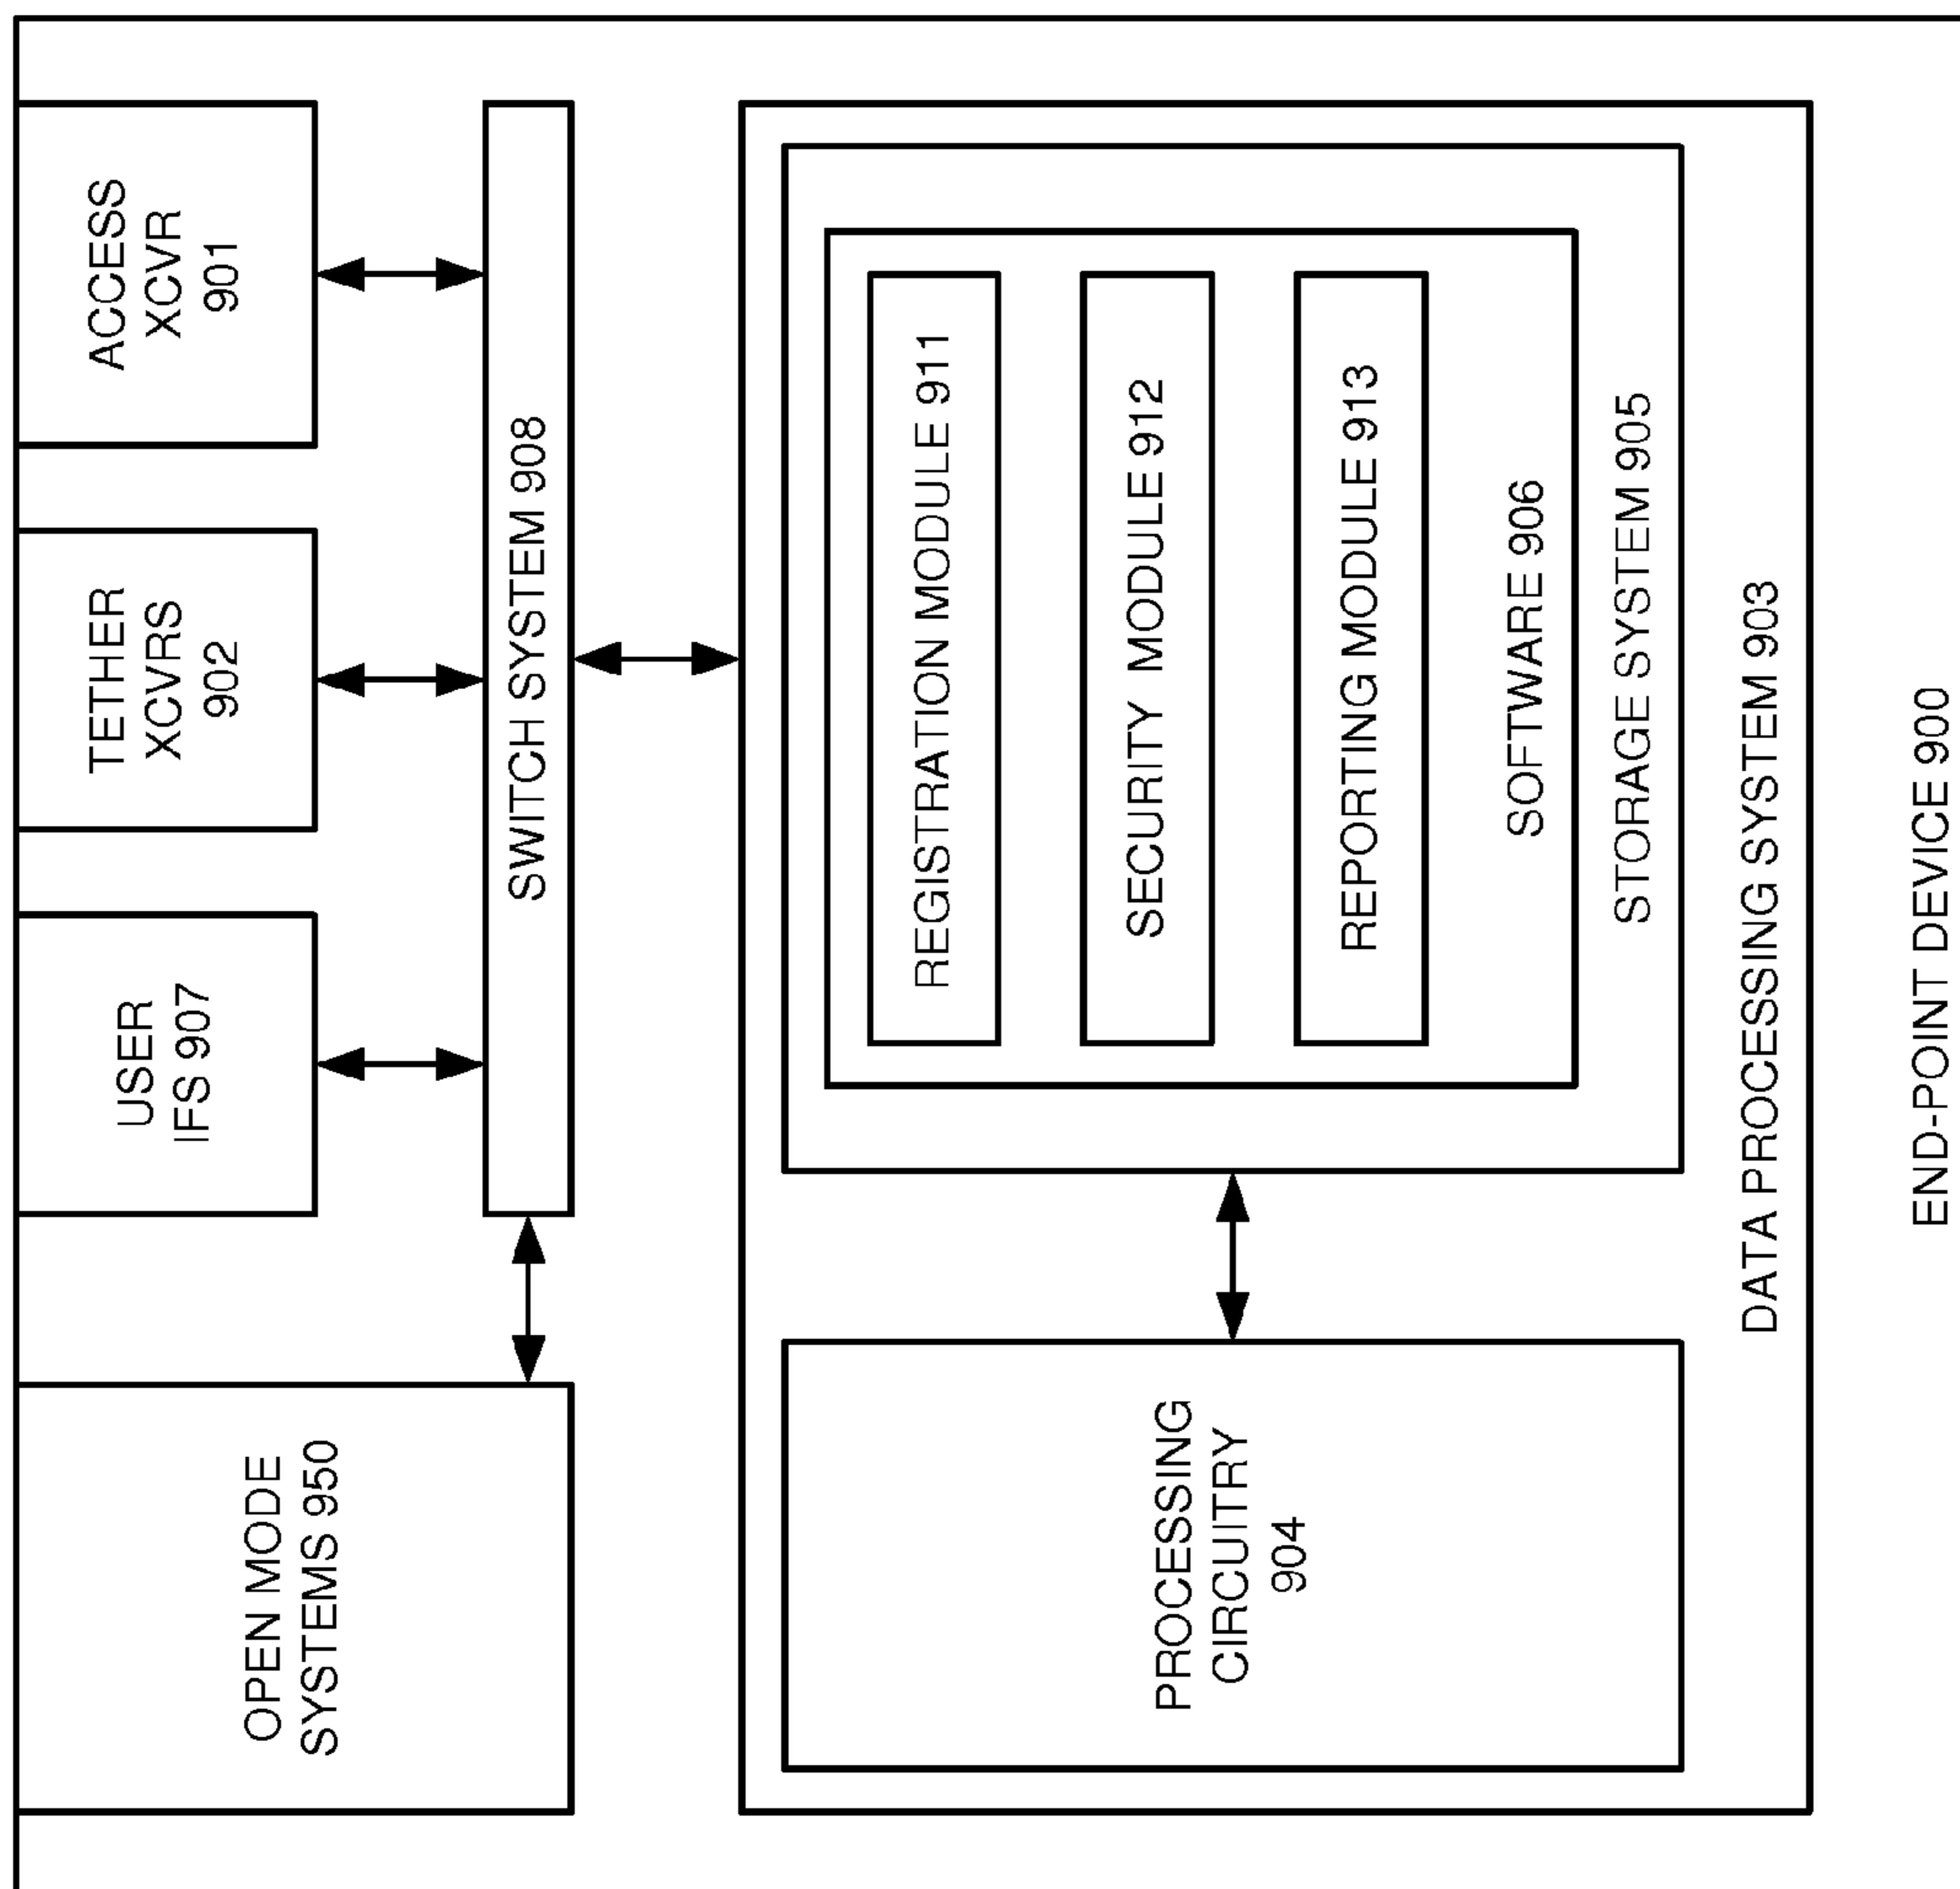 OPEN MODE
SYSTEMS 950
USER
IFS 907
TETHER
XCVRS
902
ACCESS
XCVR
901
SWITCH SYSTEM 908
PROCESSING
CIRCUITRY
904
REGISTRATION MODULE 911
SECURITY MODULE 912
REPORTING MODULE 913
SOFTWARE 906
STORAGE SYSTEM 905
DATA PROCESSING SYSTEM 903
END-POINT DEVICE 900